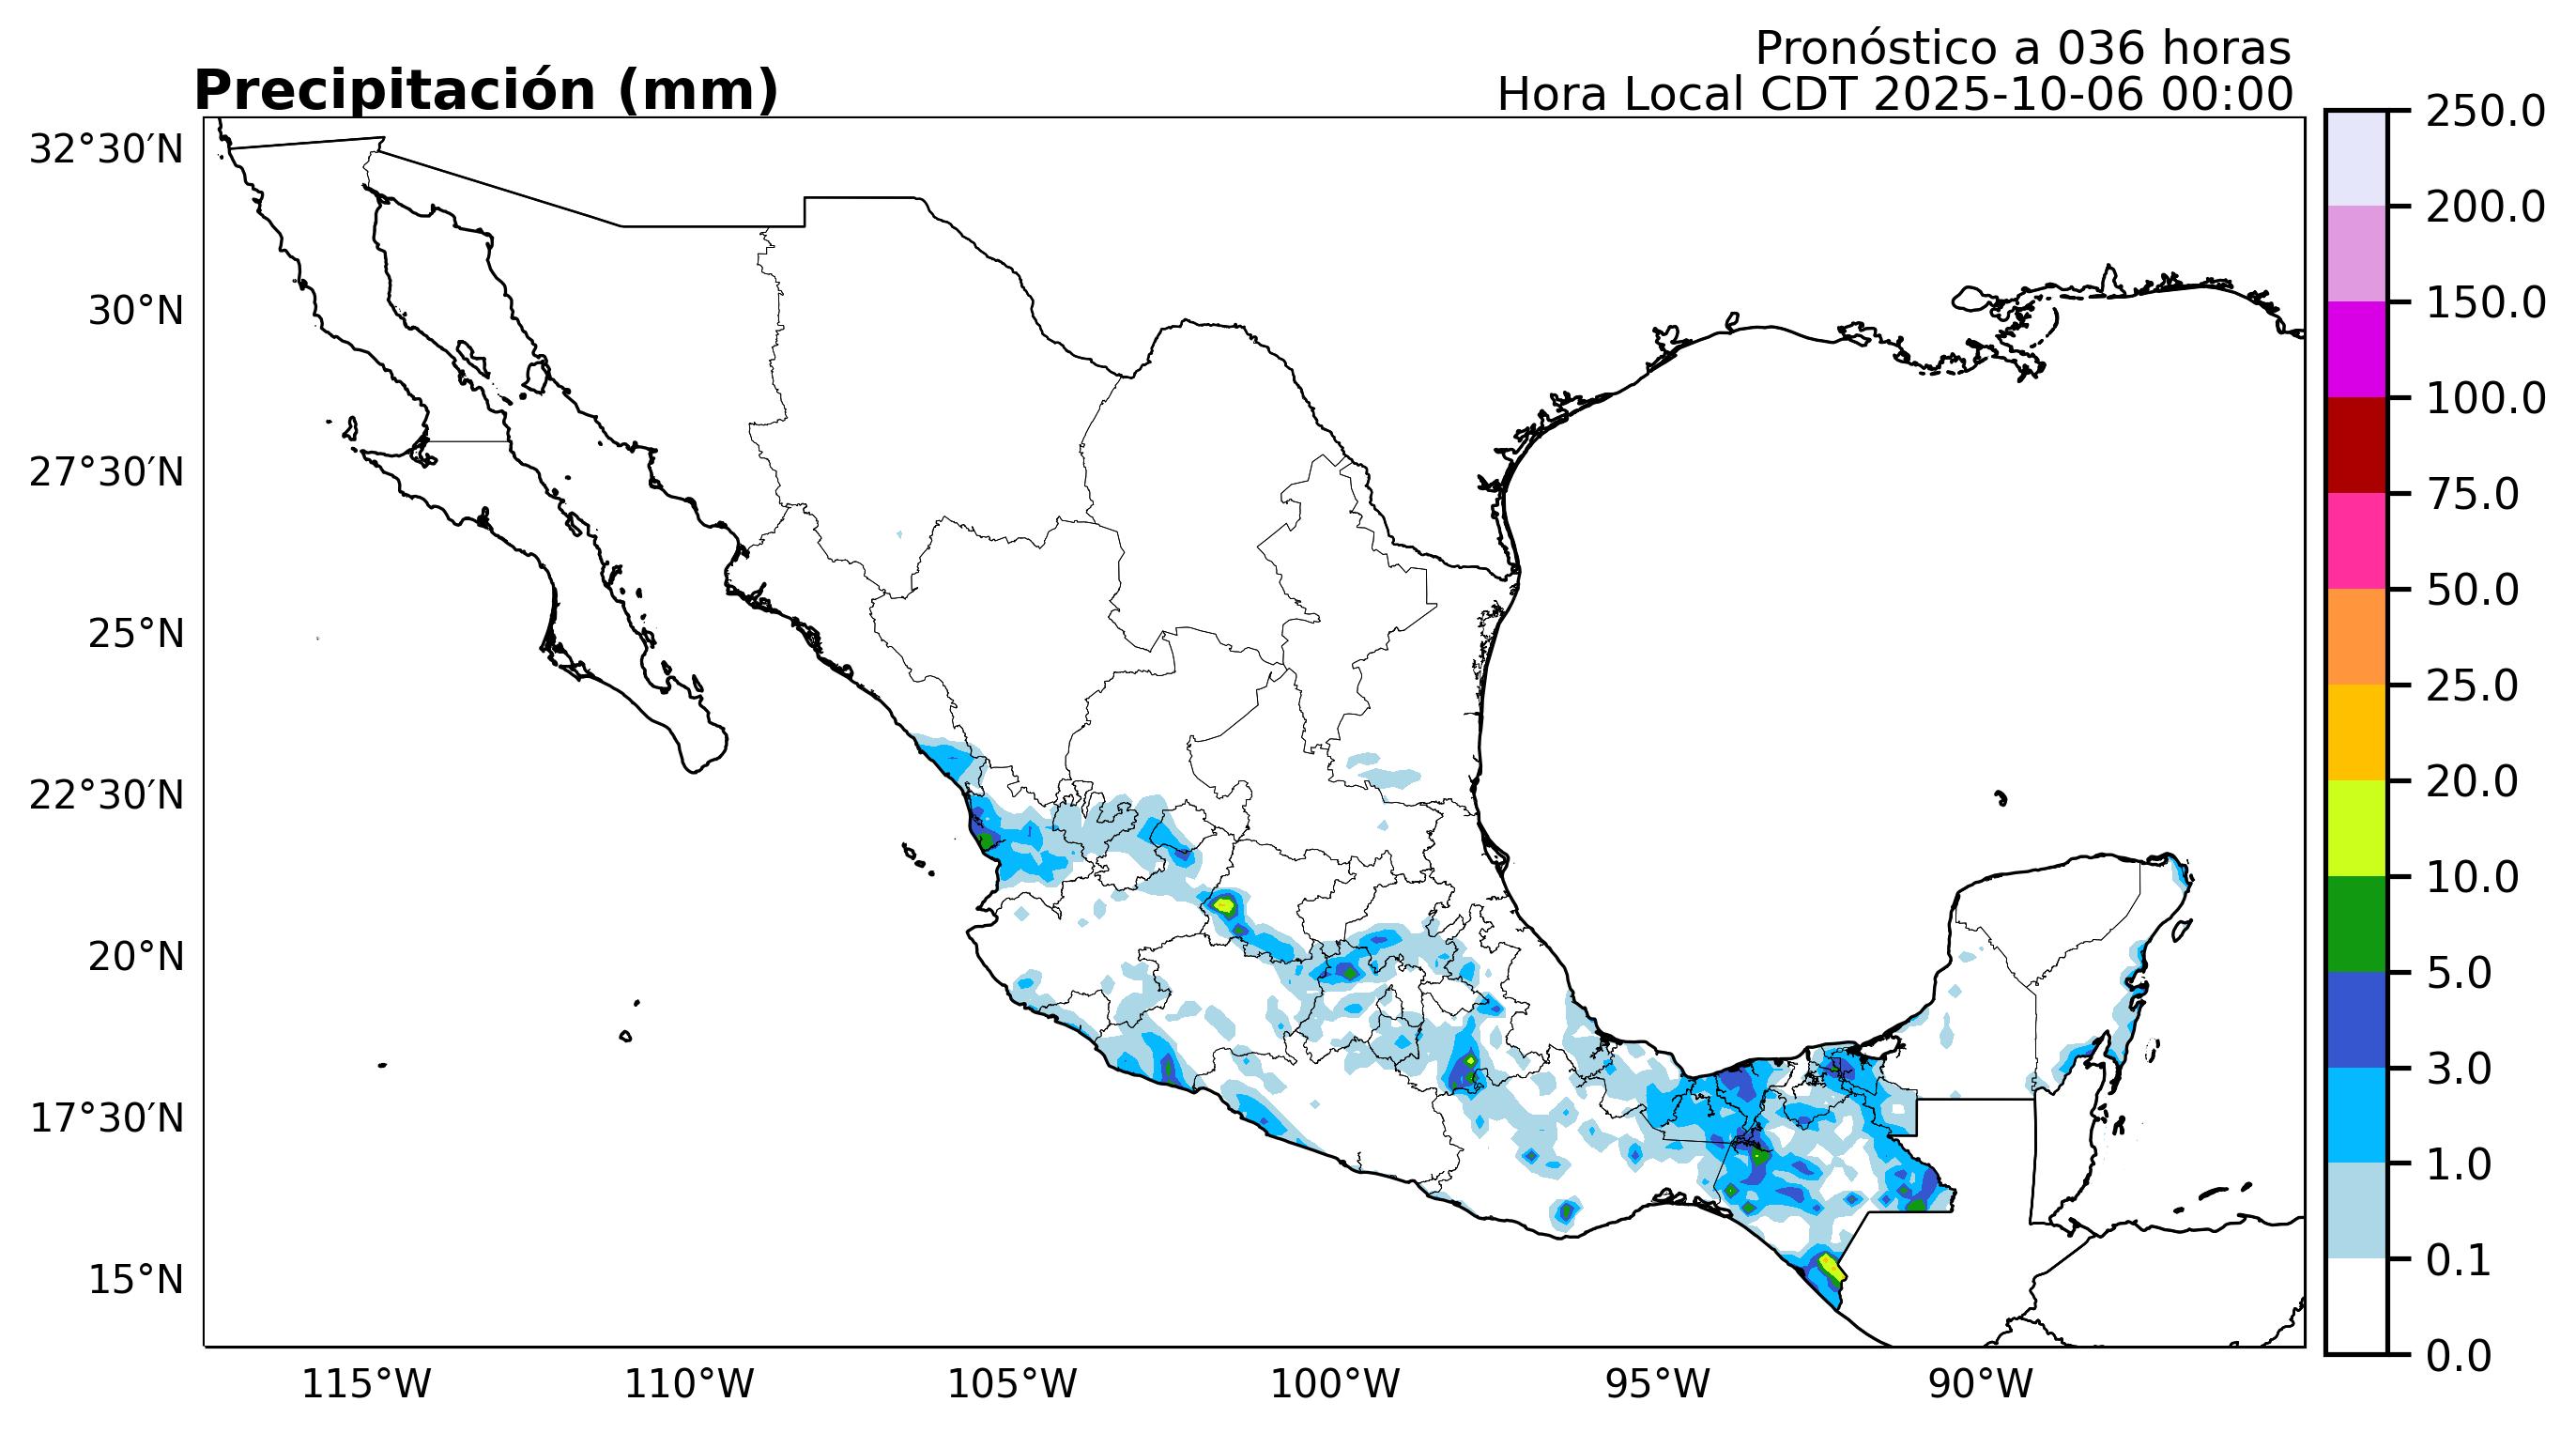 Pronóstico a 036 horas
Precipitación (mm)
Hora Local CDT 2025-10-06 00:00
32°30′N
30°N
27°30′N
25°N
22°30′N
20°N
17°30′N
15°N
115°W
110°W
105°W
100°W
95°W
90°W
250.0
200.0
150.0
100.0
75.0
50.0
25.0
20.0
10.0
5.0
3.0
1.0
0.1
0.0